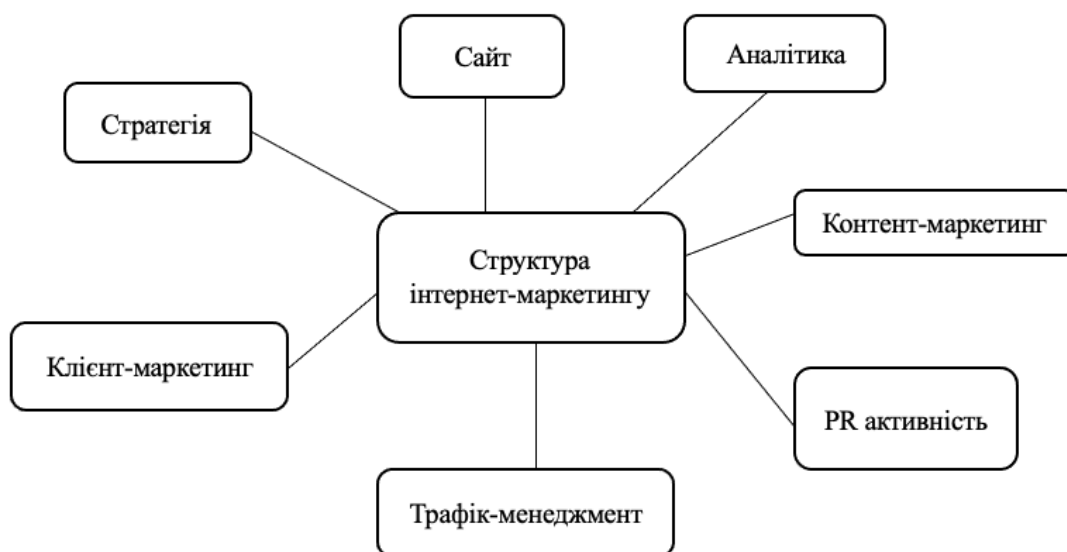 Сайт
Аналітика
Стратегія
Контент-маркетинг
Структура
інтернет-маркетингу
Клієнт-маркетинг
PR активність
Трафік-менеджмент